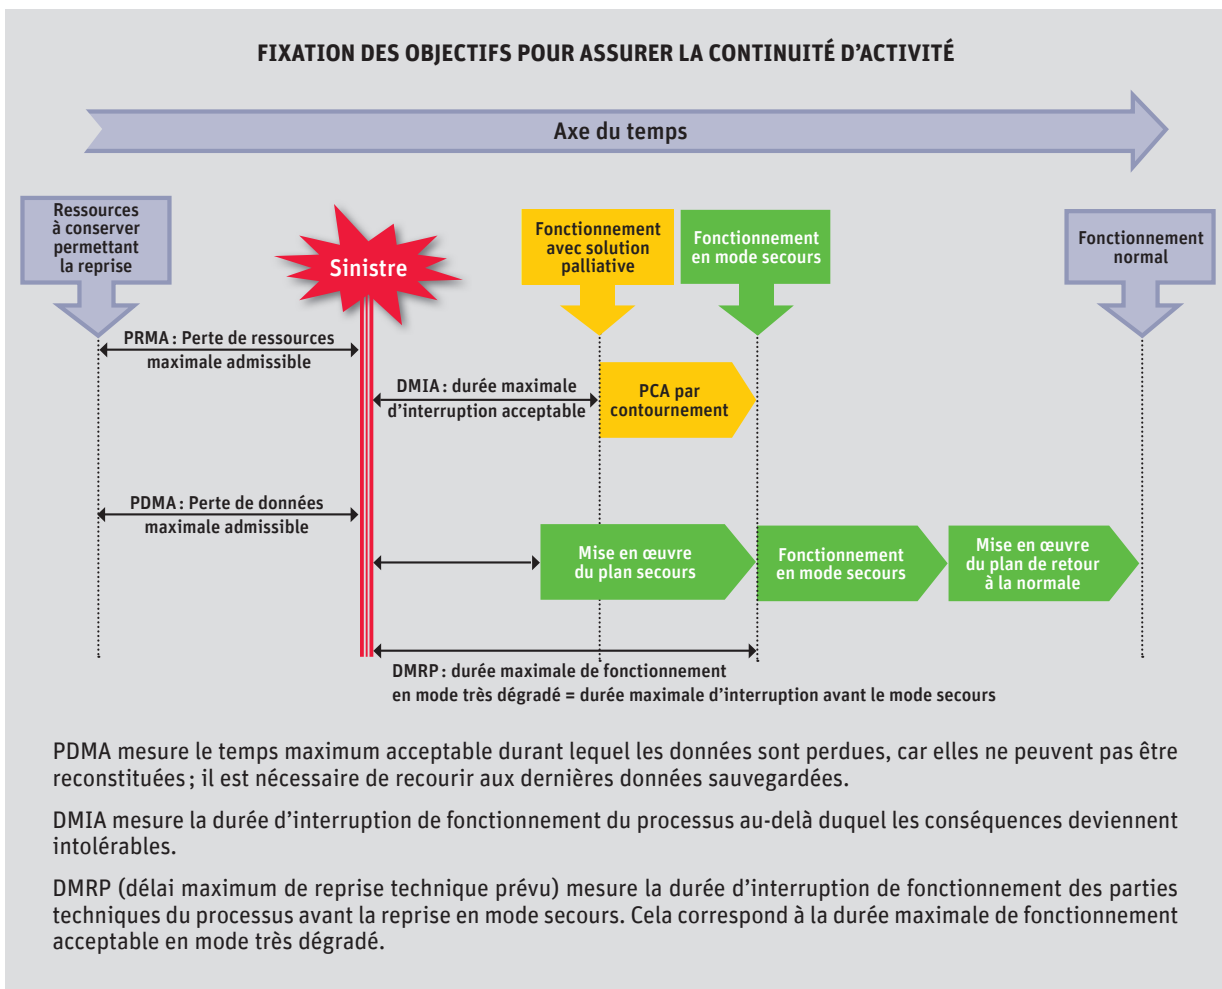 FIXATION DES OBJECTIFS POUR ASSURER LA CONTINUITÉ D’ACTIVITÉ
Axe du temps
Ressources
à conserver
permettant
la reprise
Sinistre
Fonctionnement
avec solution
palliative
Fonctionnement
en mode secours
Fonctionnement
normal
PRMA : Perte de ressources
maximale admissible
DMIA : durée maximale
d’interruption acceptable
PCA par
contournement
PDMA : Perte de données
maximale admissible
Mise en œuvre
du plan secours
Fonctionnement
en mode secours
Mise en œuvre
du plan de retour
à la normale
DMRP : durée maximale de fonctionnement
en mode très dégradé = durée maximale d’interruption avant le mode secours
PDMA mesure le temps maximum acceptable durant lequel les données sont perdues, car elles ne peuvent pas être
reconstituées ; il est nécessaire de recourir aux dernières données sauvegardées.
DMIA mesure la durée d’interruption de fonctionnement du processus au-delà duquel les conséquences deviennent
intolérables.
DMRP (délai maximum de reprise technique prévu) mesure la durée d’interruption de fonctionnement des parties
techniques du processus avant la reprise en mode secours. Cela correspond à la durée maximale de fonctionnement
acceptable en mode très dégradé.